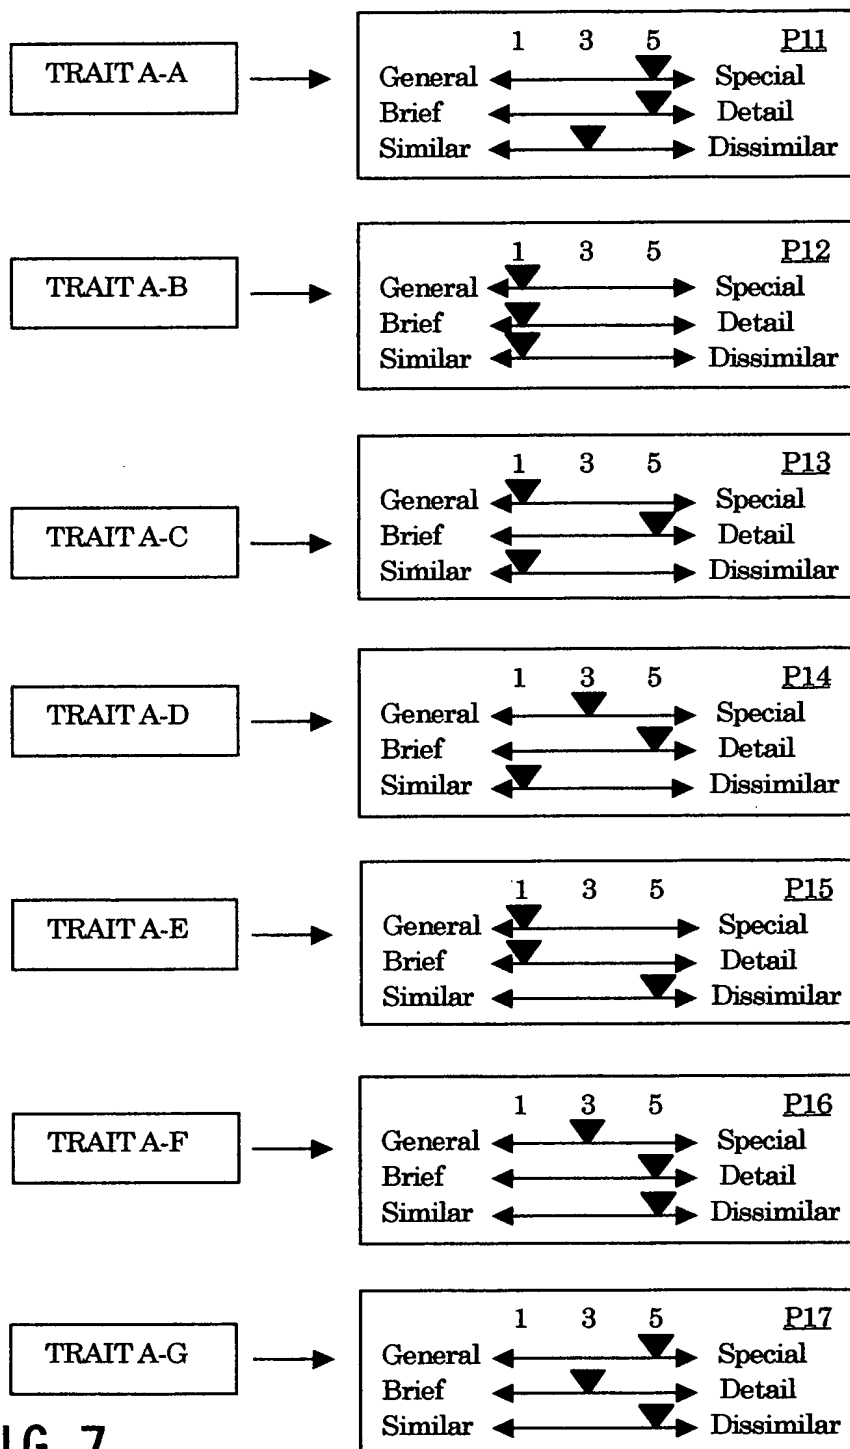 1 3 5 P11
TRAIT A-A
General Special
Brief Detail
Similar Dissimilar
1 3 5 P12
TRAIT A-B
General Special
Brief Detail
Similar Dissimilar
1 3 5 P13
General Special
TRAIT A-C
Brief Detail
Similar Dissimilar
1 3 5 P14
TRAIT A-D
General Special
Brief Detail
Similar Dissimilar
1 3 5 P15
TRAIT A-E
General Special
Brief Detail
Similar Dissimilar
1 3 5 P16
TRAIT A-F
General Special
Brief Detail
Similar Dissimilar
1 3 5 P17
TRAIT A-G
General Special
Brief Detail
Similar Dissimilar
IG. 7